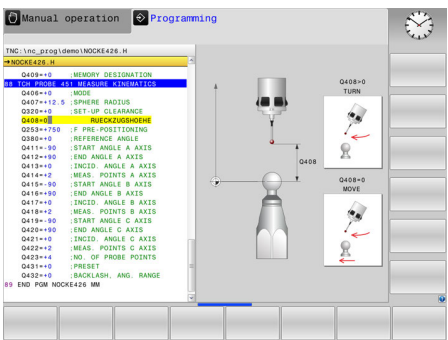 Manual operation
Programming
TNC:\nc_prog\demo\NOCKE426.H
→NOCKE426.H
Q409=+0 ;MEMORY DESIGNATION
88 TCH PROBE 451 MEASURE KINEMATICS
Q406=+0 ;MODE
Q407=+12.5 ;SPHERE RADIUS
Q320=+0 ;SET-UP CLEARANCE
Q408=0 RUECKZUGSHOEHE
Q253=+750 ;F PRE-POSITIONING
Q380=+0 ;REFERENCE ANGLE
Q411=-90 ;START ANGLE A AXIS
Q412=+90 ;END ANGLE A AXIS
Q413=+0 ;INCID. ANGLE A AXIS
Q414=+2 ;MEAS. POINTS A AXIS
Q415=-90 ;START ANGLE B AXIS
Q416=+90 ;END ANGLE B AXIS
Q417=+0 ;INCID. ANGLE B AXIS
Q418=+2 ;MEAS. POINTS B AXIS
Q419=-90 ;START ANGLE C AXIS
Q420=+90 ;END ANGLE C AXIS
Q421=+0 ;INCID. ANGLE C AXIS
Q422=+2 ;MEAS. POINTS C AXIS
Q423=+4 ;NO. OF PROBE POINTS
Q431=+0 ;PRESET
Q432=+0 ;BACKLASH, ANG. RANGE
89 END PGM NOCKE426 MM
Q408
Q408>0
TURN
Q408=0
MOVE